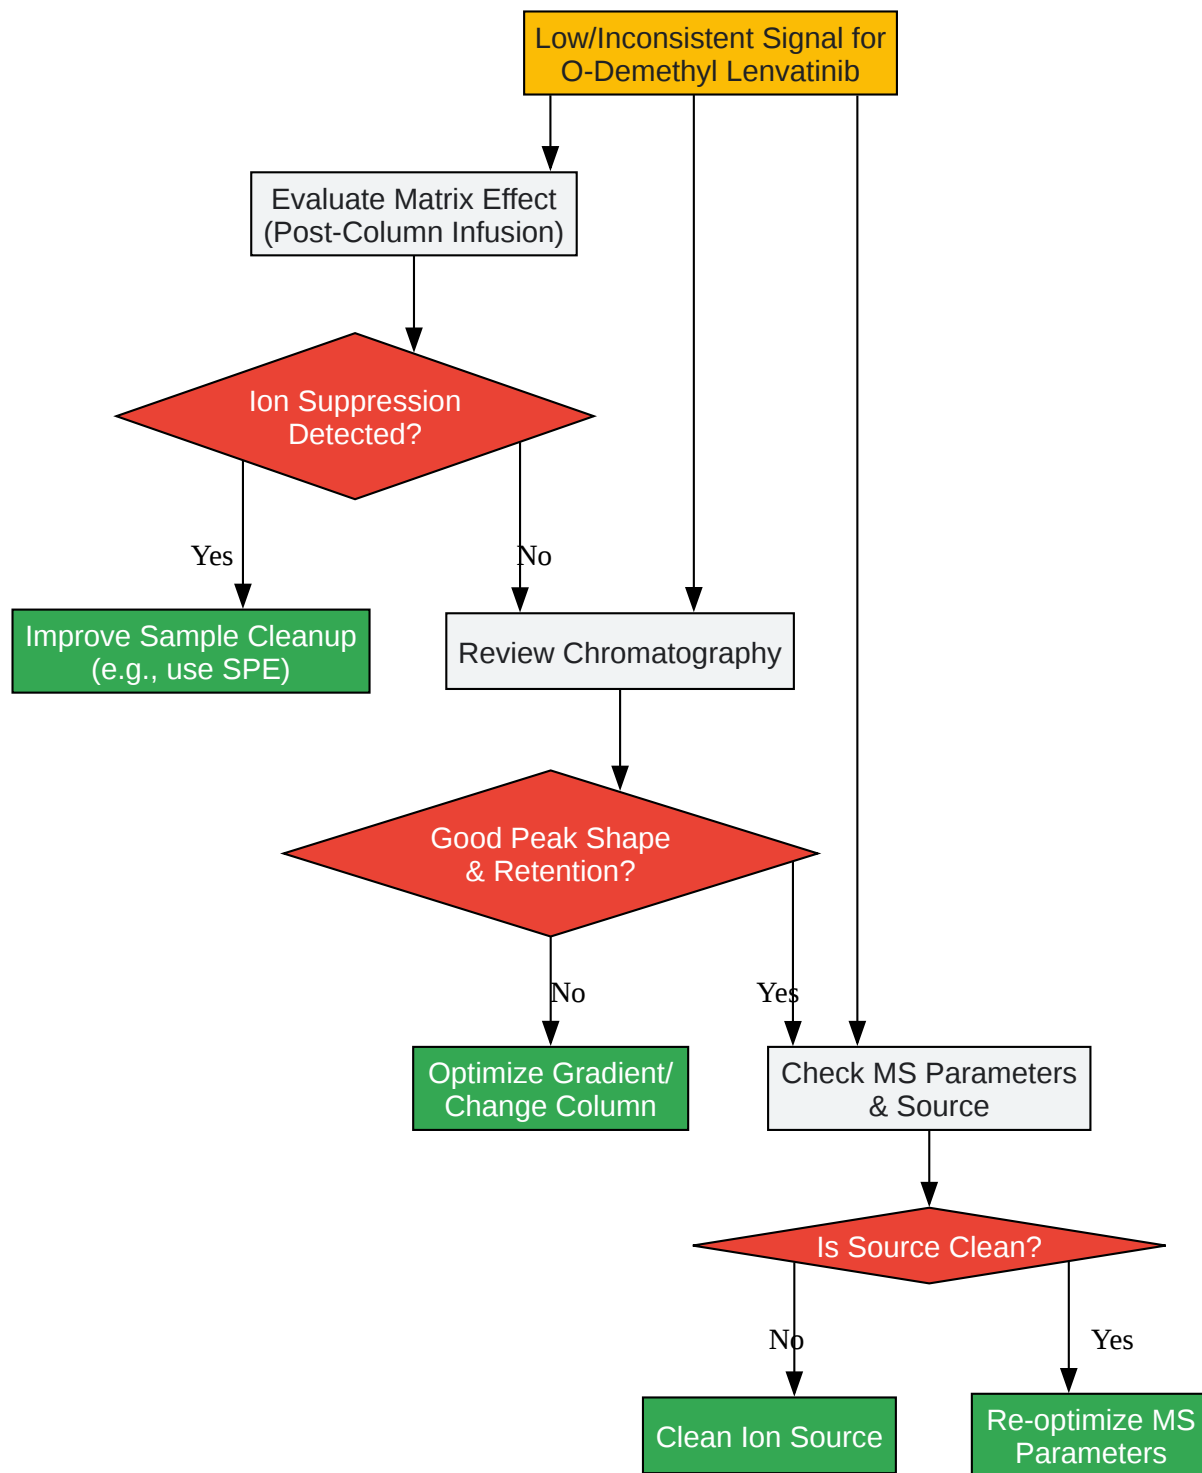 Low/Inconsistent Signal for
O-Demethyl Lenvatinib
Evaluate Matrix Effect
(Post-Column Infusion)
Ion Suppression
Detected?
Yes
No
Improve Sample Cleanup
(e.g., use SPE)
Review Chromatography
Good Peak Shape
& Retention?
No
Yes
Optimize Gradient/
Change Column
Check MS Parameters
& Source
Is Source Clean?
No
Yes
Clean Ion Source
Re-optimize MS
Parameters